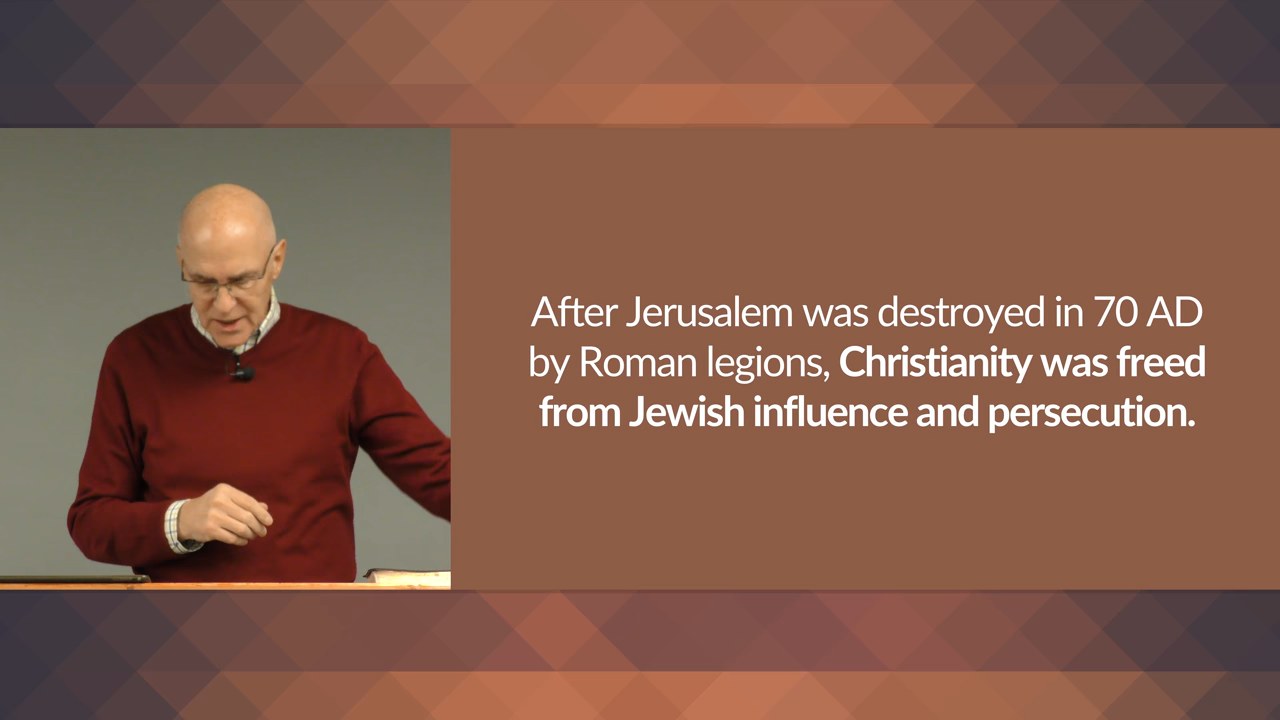 After Jerusalem was destroyed in 70 AD
by Roman legions, Christianity was freed
from Jewish influence and persecution.